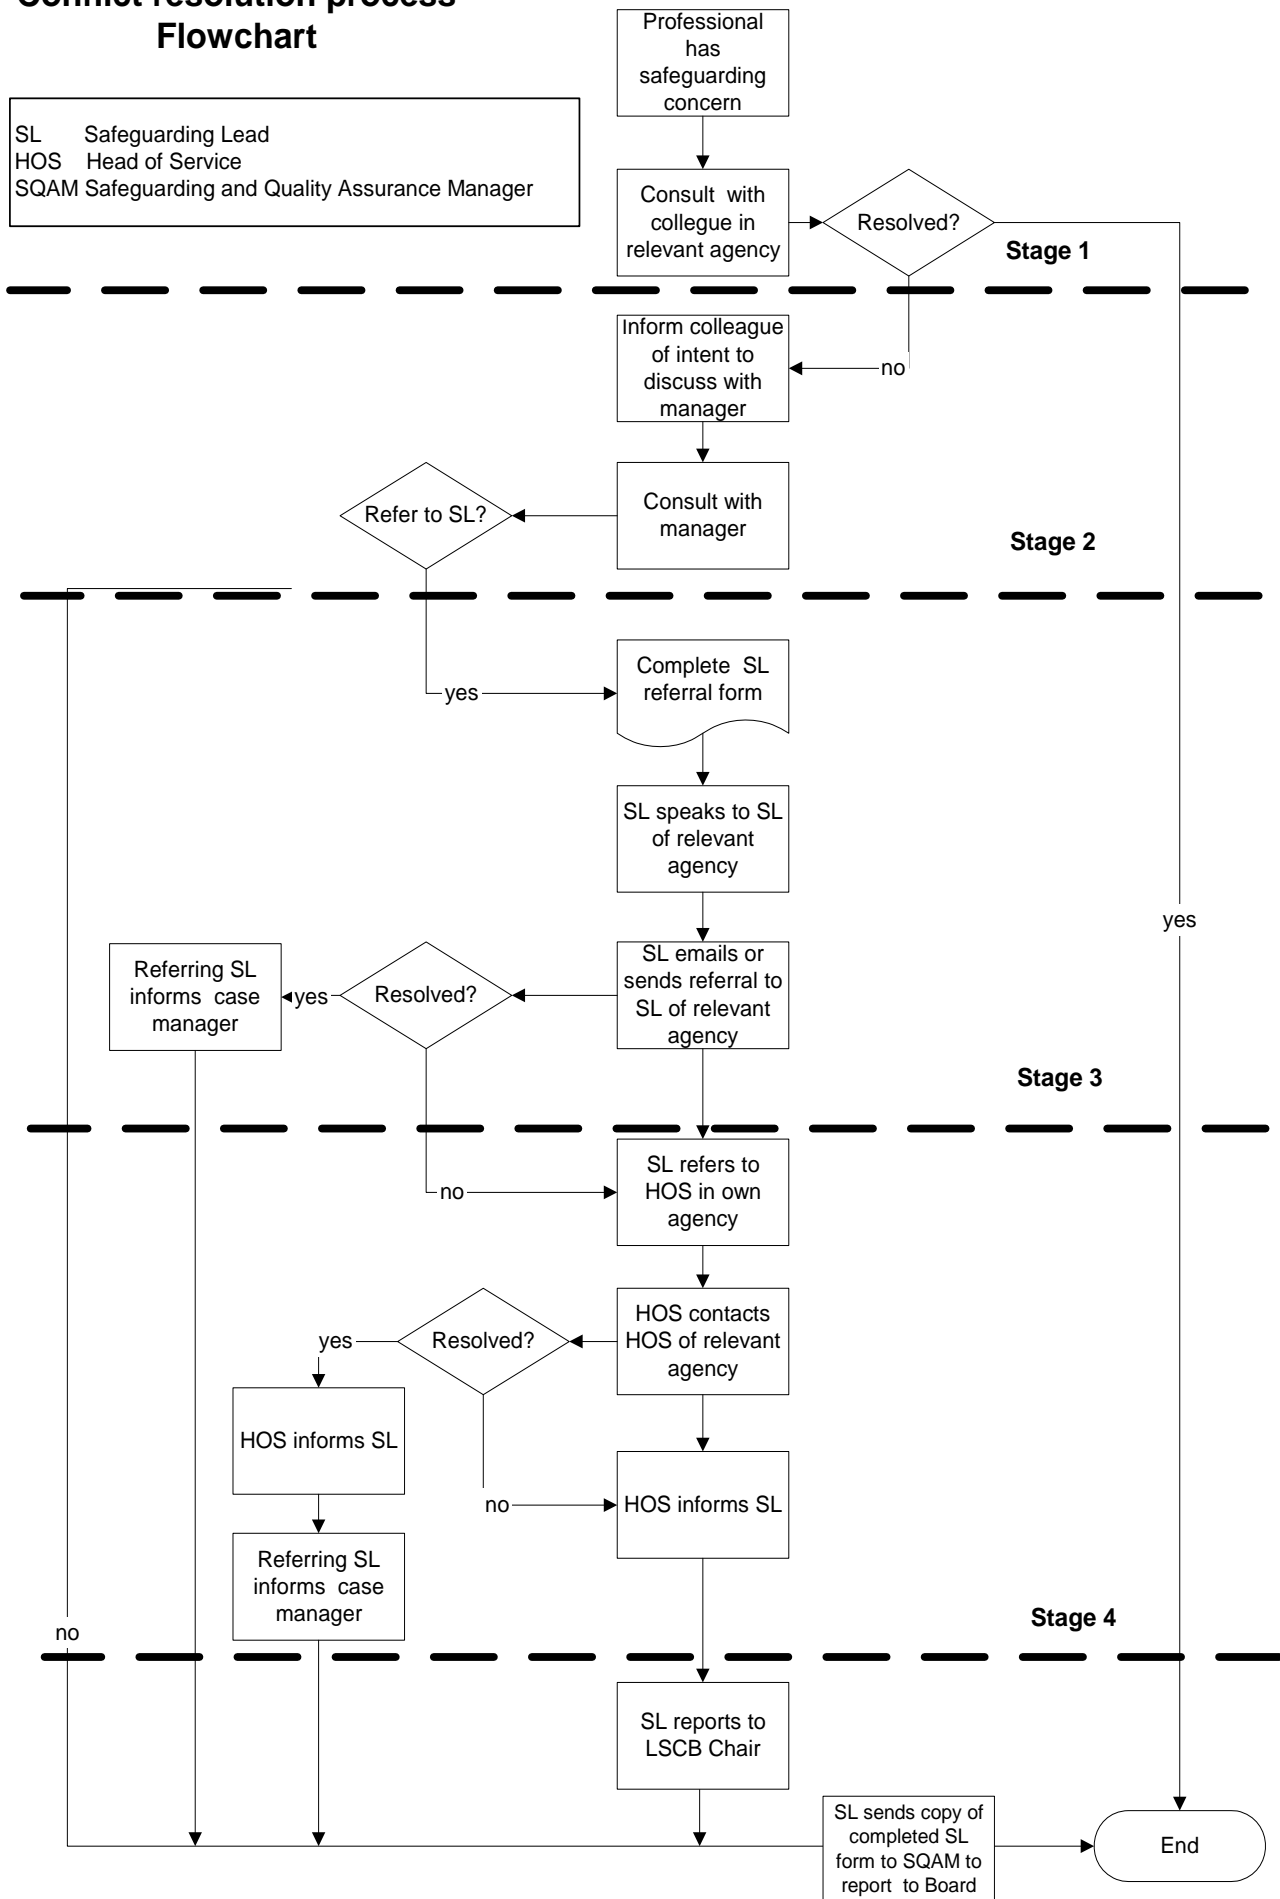 Conflict resolution process
Flowchart
SL Safeguarding Lead
HOS Head of Service
SQAM Safeguarding and Quality Assurance Manager
Professional
has
safeguarding
concern
Consult with
collegue in
relevant agency
Resolved?
Stage 1
Inform colleague
of intent to
discuss with
manager
no
Refer to SL?
Consult with
manager
Stage 2
Complete SL
referral form
yes
SL speaks to SL
of relevant
agency
yes
Referring SL
informs case
manager
yes
Resolved?
SL emails or
sends referral to
SL of relevant
agency
Stage 3
SL refers to
HOS in own
agency
no
HOS contacts
HOS of relevant
agency
Resolved?
yes
HOS informs SL
no
HOS informs SL
Referring SL
informs case
manager
Stage 4
no
SL reports to
LSCB Chair
SL sends copy of
completed SL
form to SQAM to
report to Board
End